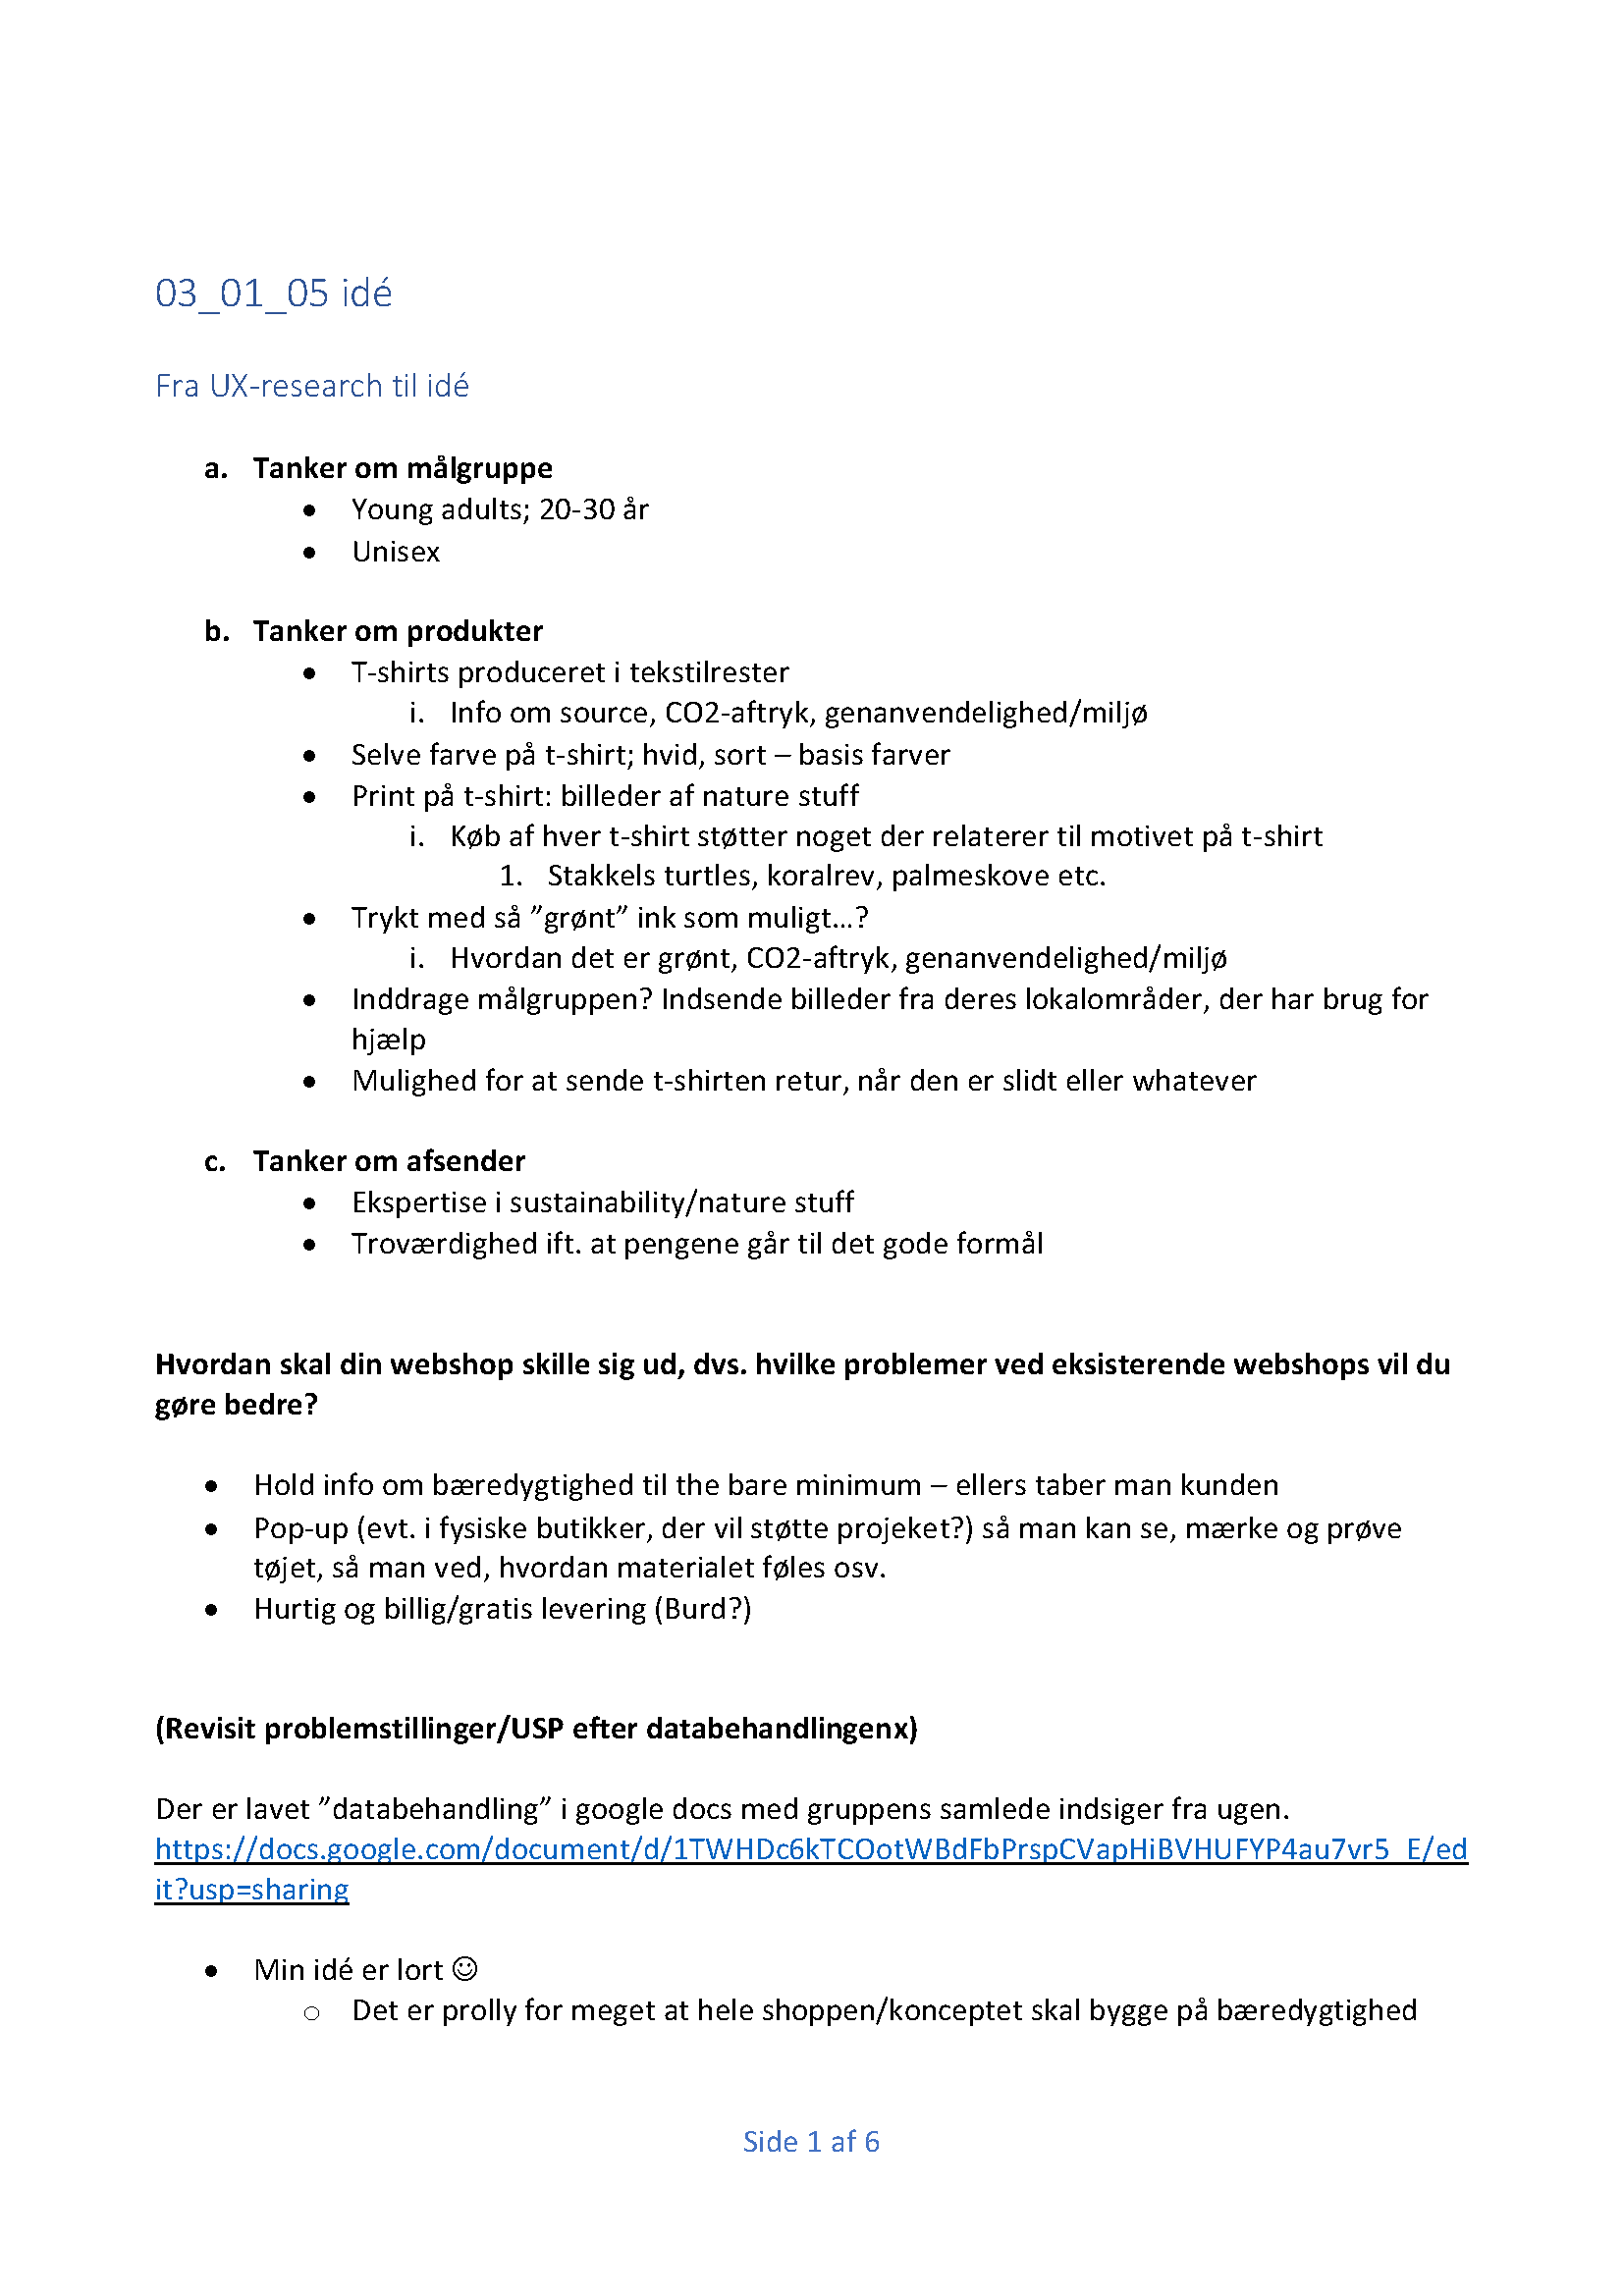 03_01_05 idé
Fra UX-research til idé
a. Tanker om målgruppe
• Young adults; 20-30 år
• Unisex
b. Tanker om produkter
• T-shirts produceret i tekstilrester
i. Info om source, CO2-aftryk, genanvendelighed/miljø
• Selve farve på t-shirt; hvid, sort – basis farver
• Print på t-shirt: billeder af nature stuff
i. Køb af hver t-shirt støtter noget der relaterer til motivet på t-shirt
1. Stakkels turtles, koralrev, palmeskove etc.
• Trykt med så ”grønt” ink som muligt...?
i. Hvordan det er grønt, CO2-aftryk, genanvendelighed/miljø
• Inddrage målgruppen? Indsende billeder fra deres lokalområder, der har brug for
hjælp
• Mulighed for at sende t-shirten retur, når den er slidt eller whatever
c. Tanker om afsender
• Ekspertise i sustainability/nature stuff
• Troværdighed ift. at pengene går til det gode formål
Hvordan skal din webshop skille sig ud, dvs. hvilke problemer ved eksisterende webshops vil du
gøre bedre?
• Hold info om bæredygtighed til the bare minimum – ellers taber man kunden
• Pop-up (evt. i fysiske butikker, der vil støtte projeket?) så man kan se, mærke og prøve
tøjet, så man ved, hvordan materialet føles osv.
• Hurtig og billig/gratis levering (Burd?)
(Revisit problemstillinger/USP efter databehandlingenx)
Der er lavet ”databehandling” i google docs med gruppens samlede indsiger fra ugen.
https://docs.google.com/document/d/1TWHDc6kTCOotWBdFbPrspCVapHiBVHUFYP4au7vr5_E/ed
it?usp=sharing
• Min idé er lort ☺
○ Det er prolly for meget at hele shoppen/konceptet skal bygge på bæredygtighed
Side 1 af 6